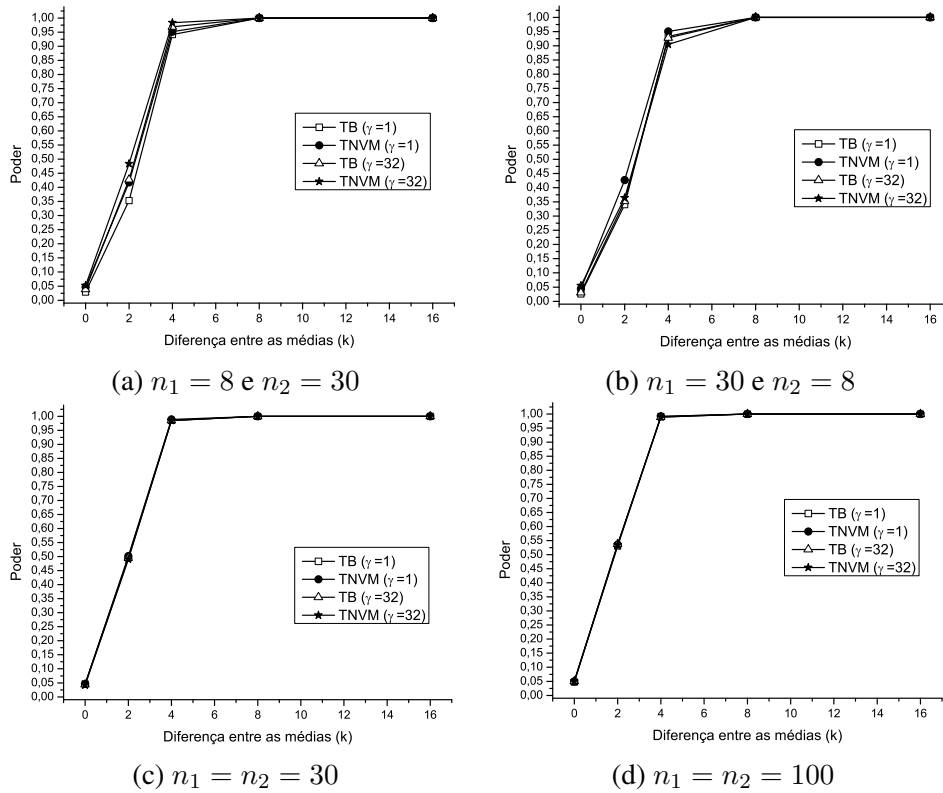 1,00
0,95
0,90
0,85
0,80
0,75
0,70
0,65
0,60
0,55
0,50
0,45
0,40
0,35
0,30
0,25
0,20
0,15
0,10
0,05
0,00
Poder
TB (γ=1)
TNVM (γ=1)
TB (γ=32)
TNVM (γ=32)
0 2 4 6 8 10 12 14 16
Diferença entre as médias (k)
(a) n₁ = 8 e n₂ = 30
1,00
0,95
0,90
0,85
0,80
0,75
0,70
0,65
0,60
0,55
0,50
0,45
0,40
0,35
0,30
0,25
0,20
0,15
0,10
0,05
0,00
Poder
TB (γ=1)
TNVM (γ=1)
TB (γ=32)
TNVM (γ=32)
0 2 4 6 8 10 12 14 16
Diferença entre as médias (k)
(b) n₁ = 30 e n₂ = 8
1,00
0,95
0,90
0,85
0,80
0,75
0,70
0,65
0,60
0,55
0,50
0,45
0,40
0,35
0,30
0,25
0,20
0,15
0,10
0,05
0,00
Poder
TB (γ=1)
TNVM (γ=1)
TB (γ=32)
TNVM (γ=32)
0 2 4 6 8 10 12 14 16
Diferença entre as médias (k)
(c) n₁ = n₂ = 30
1,00
0,95
0,90
0,85
0,80
0,75
0,70
0,65
0,60
0,55
0,50
0,45
0,40
0,35
0,30
0,25
0,20
0,15
0,10
0,05
0,00
Poder
TB (γ=1)
TNVM (γ=1)
TB (γ=32)
TNVM (γ=32)
0 2 4 6 8 10 12 14 16
Diferença entre as médias (k)
(d) n₁ = n₂ = 100